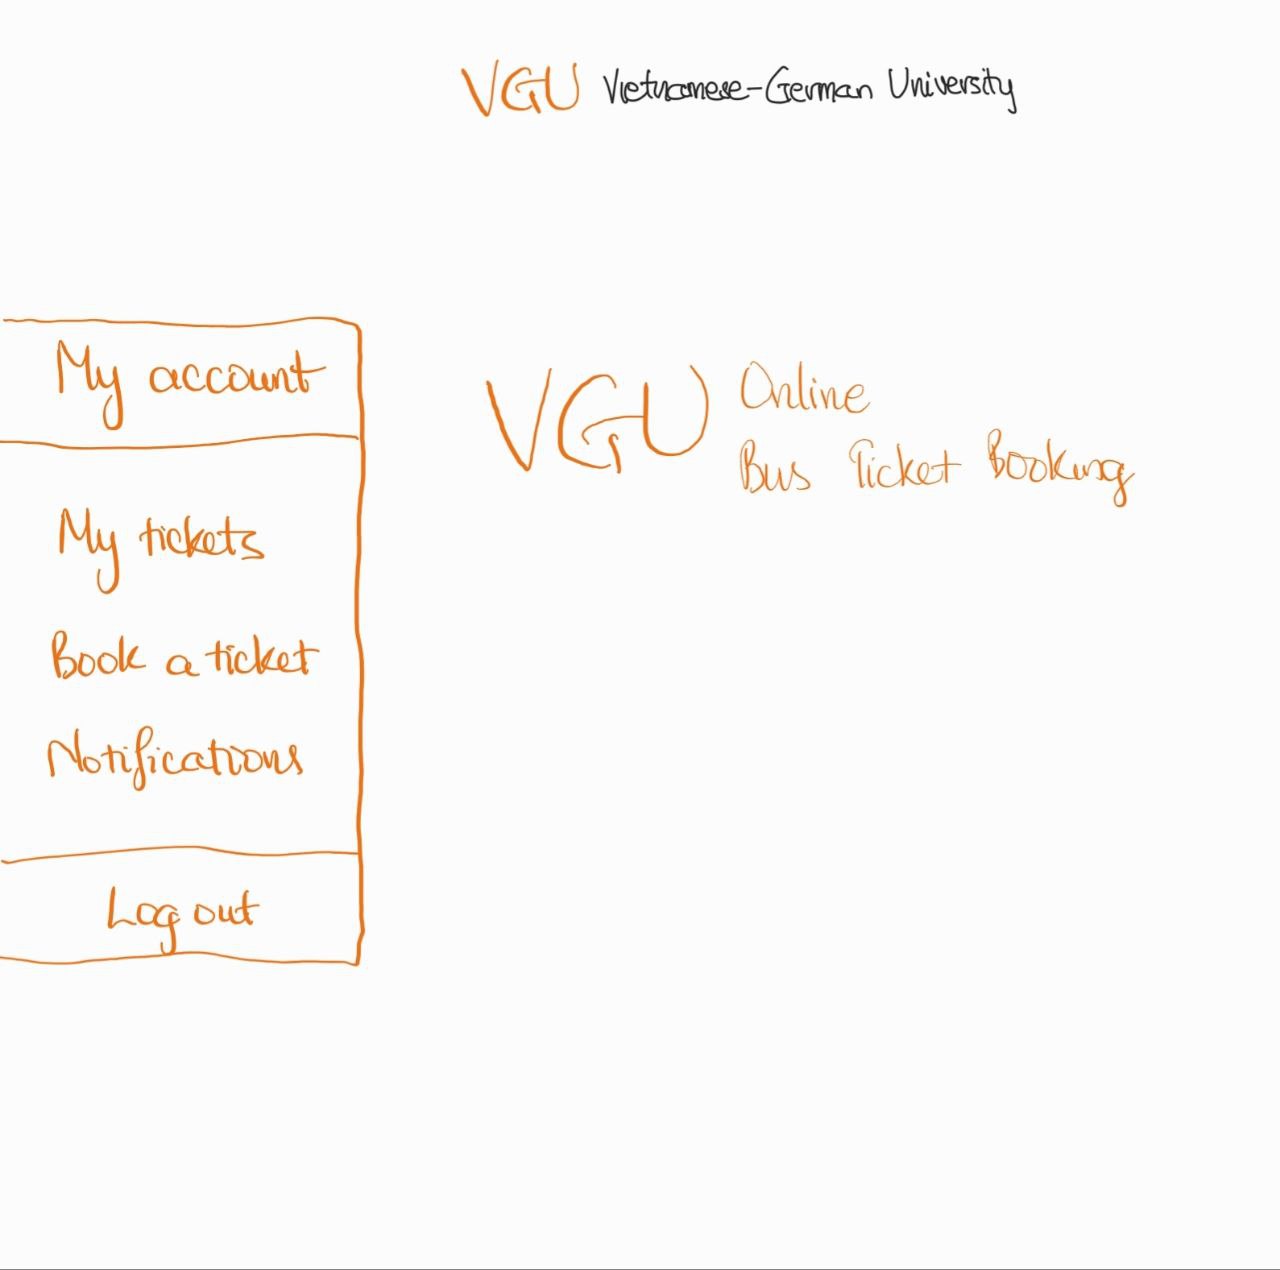 VGU Vietnamese-German University
My account
My tickets
Book a ticket
Notifications
Log out
VGU Online
Bus Ticket Booking